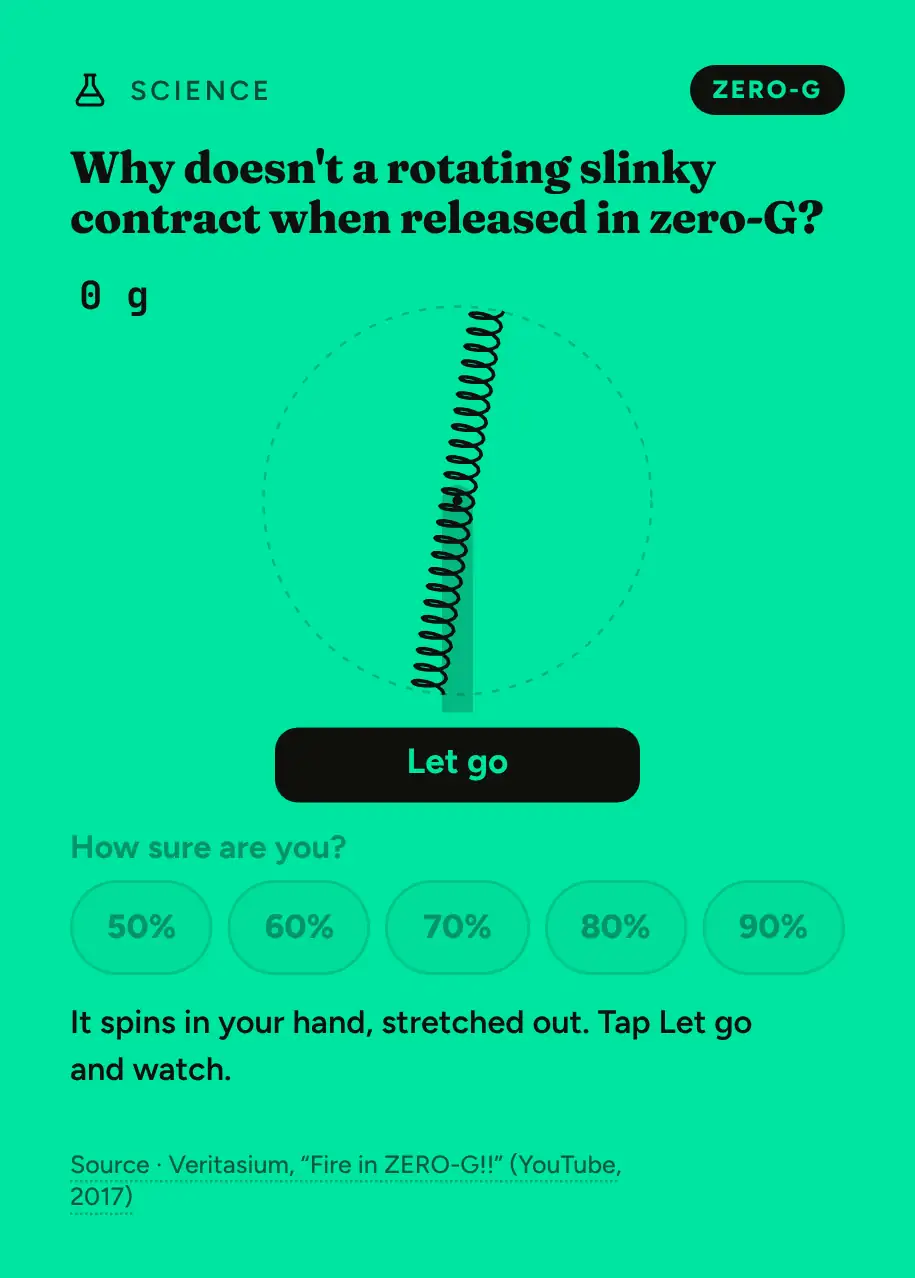 SCIENCE
ZERO-G
Why doesn't a rotating slinky
contract when released in zero-G?
0 g
Let go
How sure are you?
50%
60%
70%
80%
90%
It spins in your hand, stretched out. Tap Let go
and watch.
Source · Veritasium, “Fire in ZERO-G!!” (YouTube,
2017)